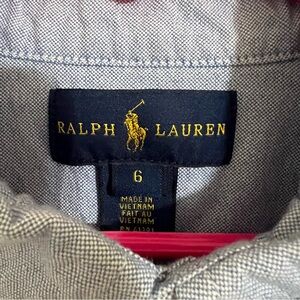 RALPH LAUREN
6
MADE IN
VIETNAM
FAIT AU
VIETNAM